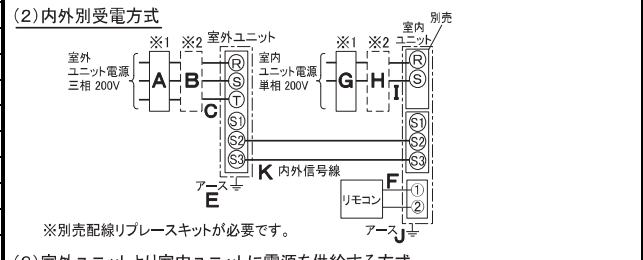 (2)内外別受電方式
別売
※1 ※2 室外ユニット
※1 ※2 室内ユニット
室外
ユニット電源
三相 200V
A B C
R
S
T
S1
S2
S3
室内
ユニット電源
単相 200V
G H I
R
S
S1
S2
S3
K 内外信号線
アース
E
リモコン
F
①
②
アース J
※別売配線リプレースキットが必要です。
(3)室外ユニットより室内ユニットに電源を供給する方式